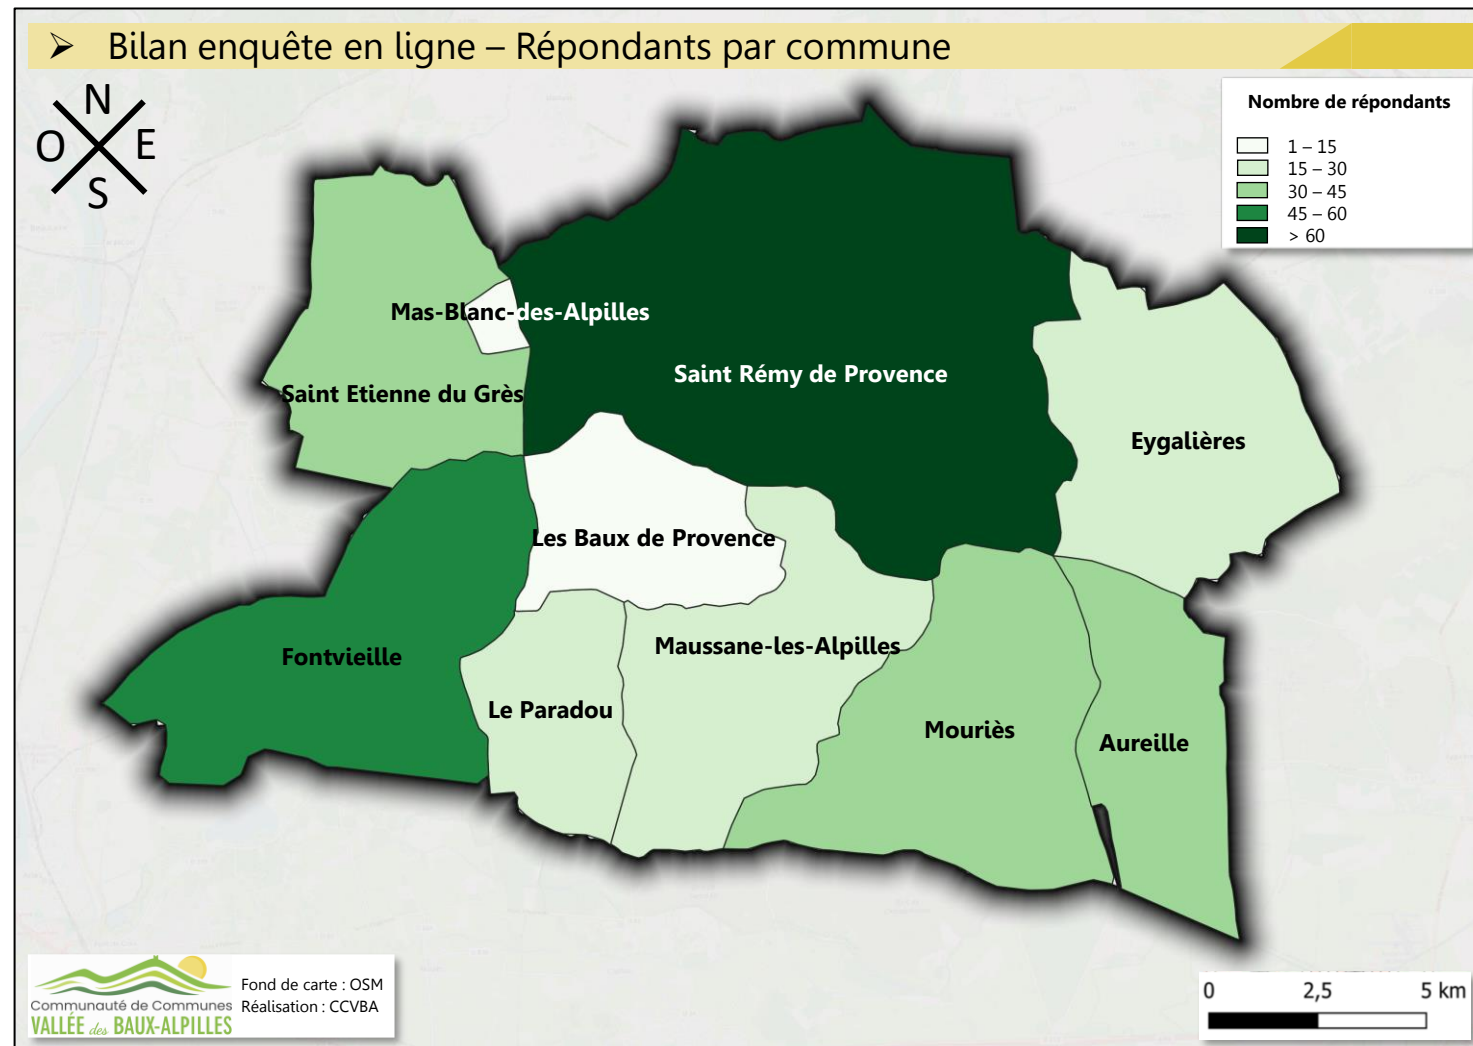 ➢ Bilan enquête en ligne – Répondants par commune
N
O E
S
Nombre de répondants
1 – 15
15 – 30
30 – 45
45 – 60
> 60
Mas-Blanc-des-Alpilles
Saint Rémy de Provence
Saint Etienne du Grès
Eygalières
Les Baux de Provence
Maussane-les-Alpilles
Fontvieille
Le Paradou
Mouriès
Aureille
Communauté de Communes
VALLÉE des BAUX-ALPILLES
Fond de carte : OSM
Réalisation : CCVBA
0 2,5 5 km